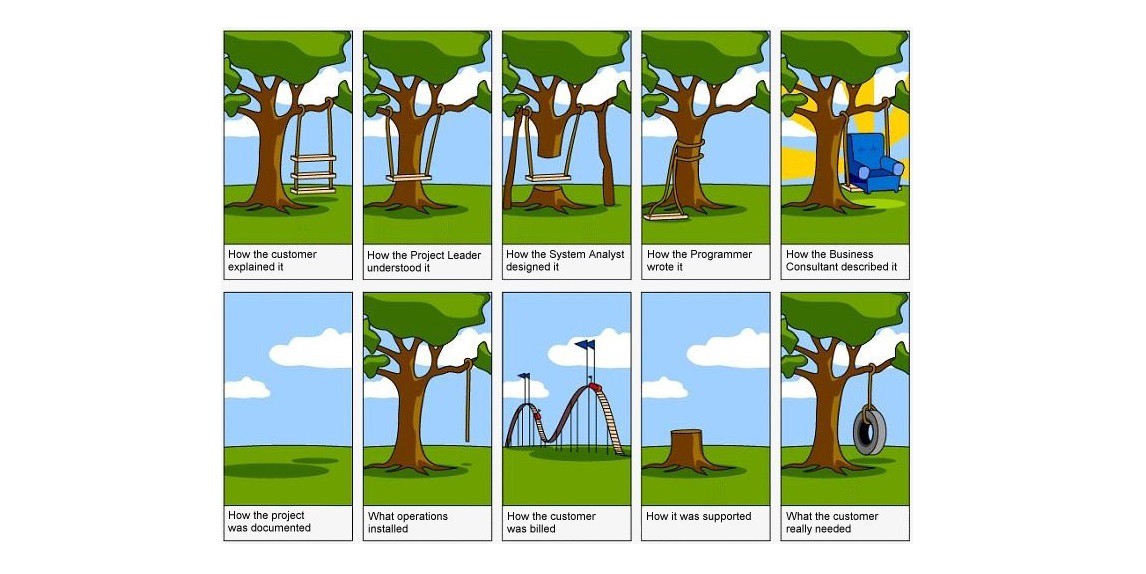 How the customer
explained it
How the Project Leader
understood it
How the System Analyst
designed it
How the Programmer
wrote it
How the Business
Consultant described it
How the project
was documented
What operations
installed
How the customer
was billed
How it was supported
What the customer
really needed